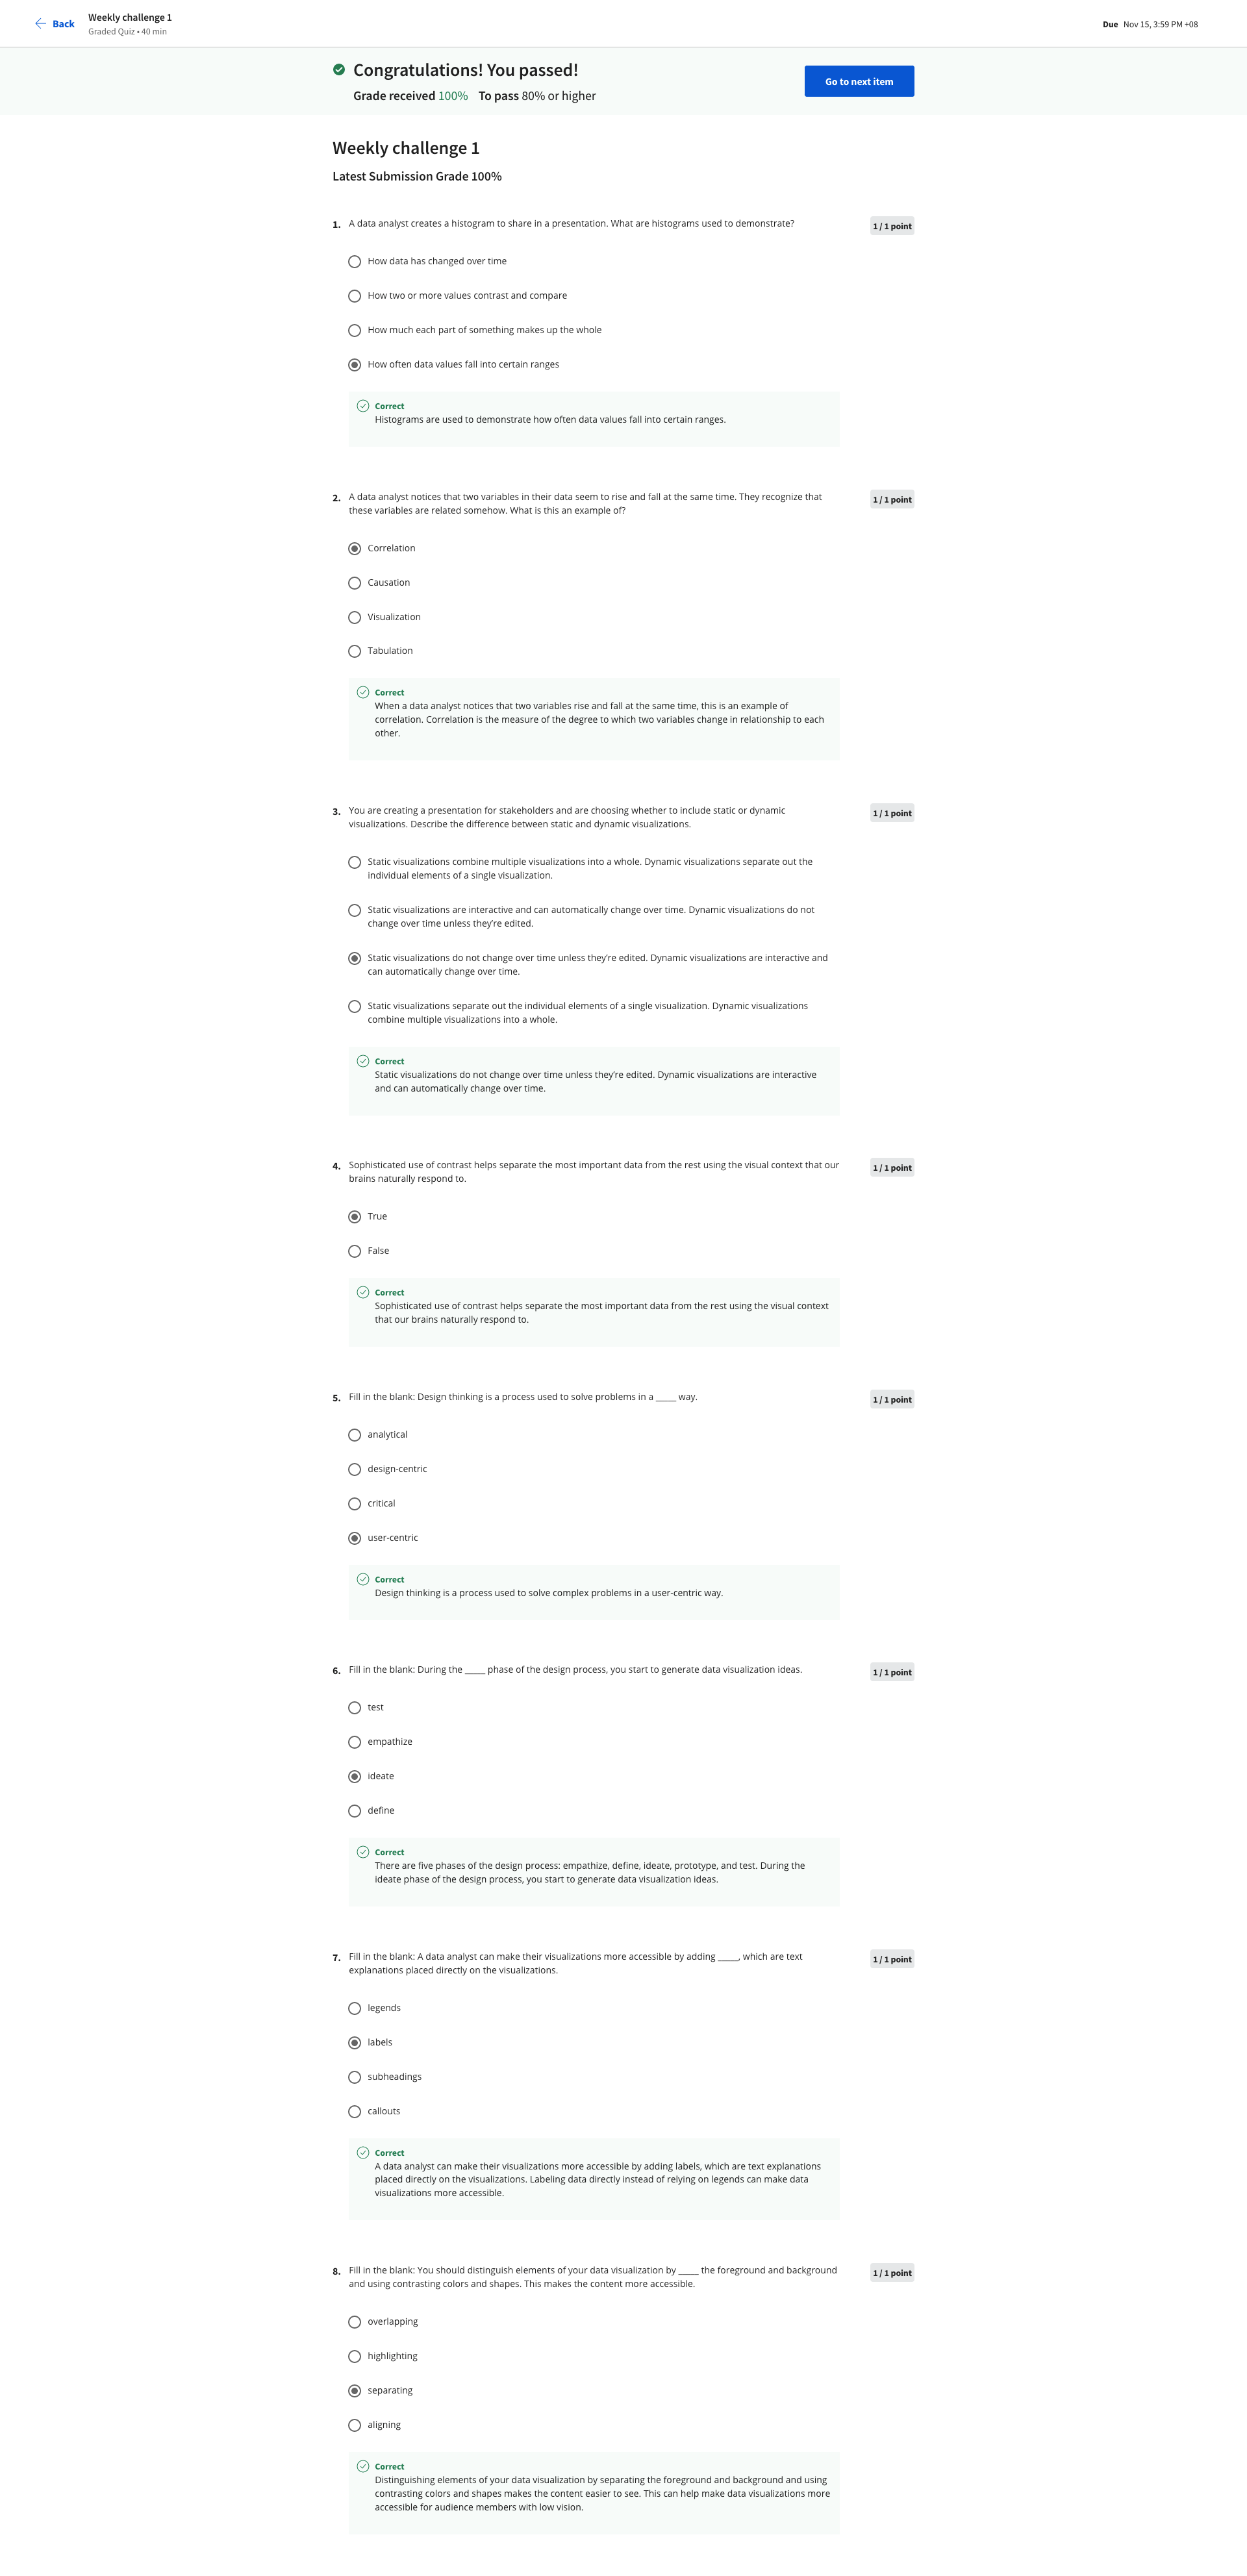 Back
Weekly challenge 1
Graded Quiz • 40 min
Due Nov 15, 3:59 PM +08
Congratulations! You passed!
Grade received 100% To pass 80% or higher
Go to next item
Weekly challenge 1
Latest Submission Grade 100%
1. A data analyst creates a histogram to share in a presentation. What are histograms used to demonstrate?
1 / 1 point
How data has changed over time
How two or more values contrast and compare
How much each part of something makes up the whole
How often data values fall into certain ranges
Correct
Histograms are used to demonstrate how often data values fall into certain ranges.
2. A data analyst notices that two variables in their data seem to rise and fall at the same time. They recognize that
these variables are related somehow. What is this an example of?
1 / 1 point
Correlation
Causation
Visualization
Tabulation
Correct
When a data analyst notices that two variables rise and fall at the same time, this is an example of
correlation. Correlation is the measure of the degree to which two variables change in relationship to each
other.
3. You are creating a presentation for stakeholders and are choosing whether to include static or dynamic
visualizations. Describe the difference between static and dynamic visualizations.
1 / 1 point
Static visualizations combine multiple visualizations into a whole. Dynamic visualizations separate out the
individual elements of a single visualization.
Static visualizations are interactive and can automatically change over time. Dynamic visualizations do not
change over time unless they're edited.
Static visualizations do not change over time unless they're edited. Dynamic visualizations are interactive and
can automatically change over time.
Static visualizations separate out the individual elements of a single visualization. Dynamic visualizations
combine multiple visualizations into a whole.
Correct
Static visualizations do not change over time unless they're edited. Dynamic visualizations are interactive
and can automatically change over time.
4. Sophisticated use of contrast helps separate the most important data from the rest using the visual context that our
brains naturally respond to.
1 / 1 point
True
False
Correct
Sophisticated use of contrast helps separate the most important data from the rest using the visual context
that our brains naturally respond to.
5. Fill in the blank: Design thinking is a process used to solve problems in a _____ way.
1 / 1 point
analytical
design-centric
critical
user-centric
Correct
Design thinking is a process used to solve complex problems in a user-centric way.
6. Fill in the blank: During the _____ phase of the design process, you start to generate data visualization ideas.
1 / 1 point
test
empathize
ideate
define
Correct
There are five phases of the design process: empathize, define, ideate, prototype, and test. During the
ideate phase of the design process, you start to generate data visualization ideas.
7. Fill in the blank: A data analyst can make their visualizations more accessible by adding _____, which are text
explanations placed directly on the visualizations.
1 / 1 point
legends
labels
subheadings
callouts
Correct
A data analyst can make their visualizations more accessible by adding labels, which are text explanations
placed directly on the visualizations. Labeling data directly instead of relying on legends can make data
visualizations more accessible.
8. Fill in the blank: You should distinguish elements of your data visualization by _____ the foreground and background
and using contrasting colors and shapes. This makes the content more accessible.
1 / 1 point
overlapping
highlighting
separating
aligning
Correct
Distinguishing elements of your data visualization by separating the foreground and background and using
contrasting colors and shapes makes the content easier to see. This can help make data visualizations more
accessible for audience members with low vision.